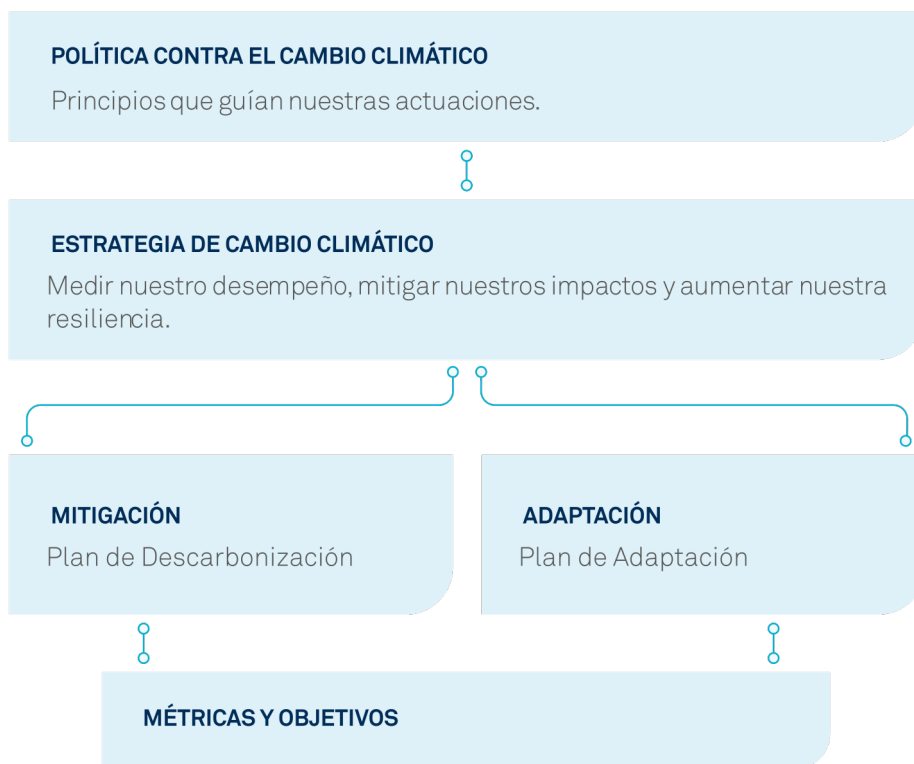 POLÍTICA CONTRA EL CAMBIO CLIMÁTICO
Principios que guían nuestras actuaciones.
ESTRATEGIA DE CAMBIO CLIMÁTICO
Medir nuestro desempeño, mitigar nuestros impactos y aumentar nuestra
resiliencia.
MITIGACIÓN
Plan de Descarbonización
ADAPTACIÓN
Plan de Adaptación
MÉTRICAS Y OBJETIVOS